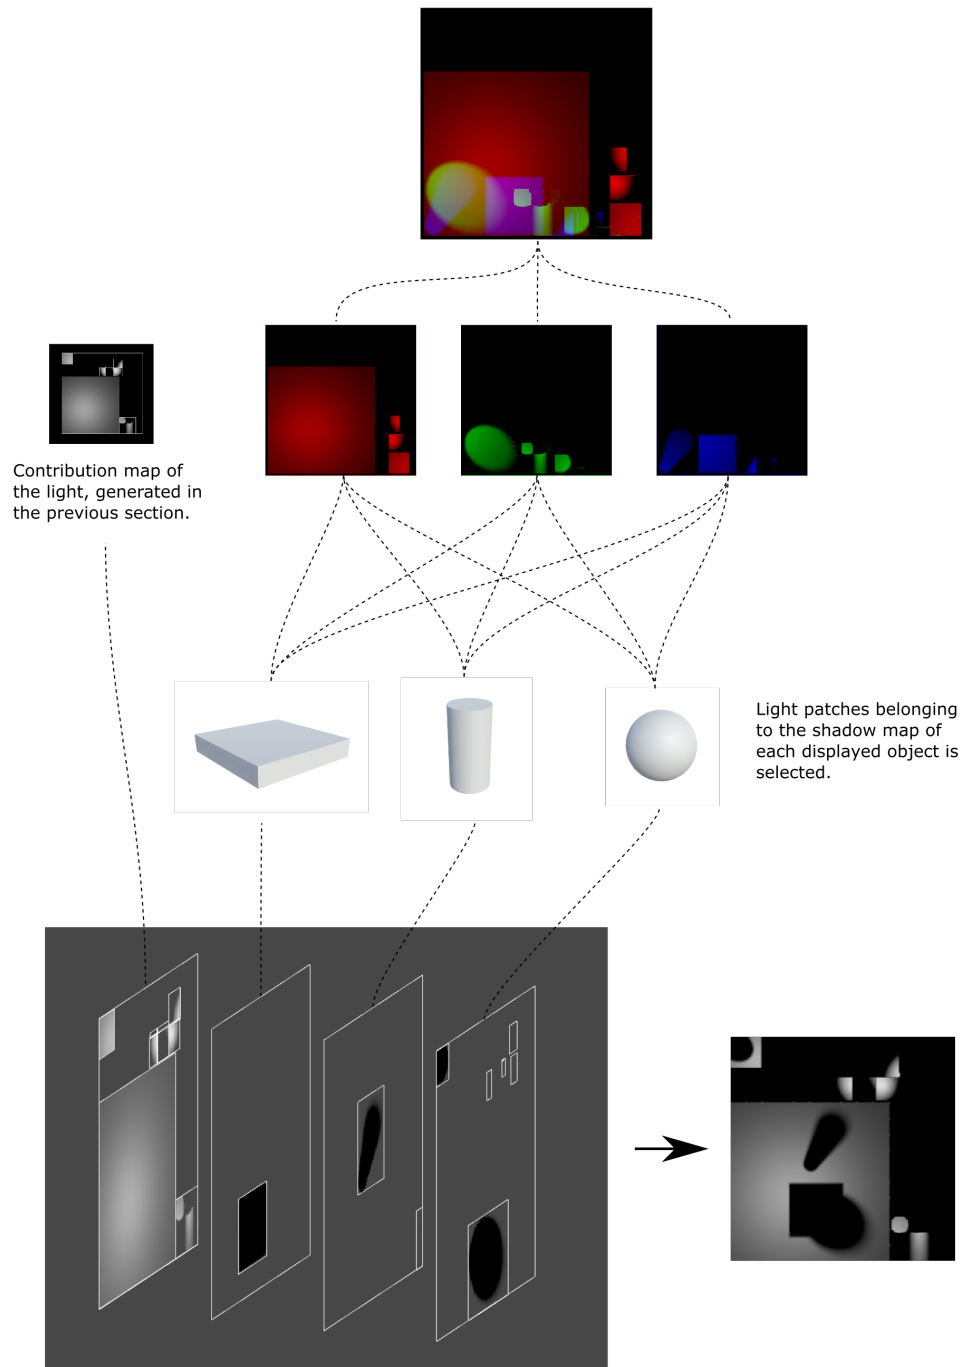 Contribution map of
the light, generated in
the previous section.
Light patches belonging
to the shadow map of
each displayed object is
selected.